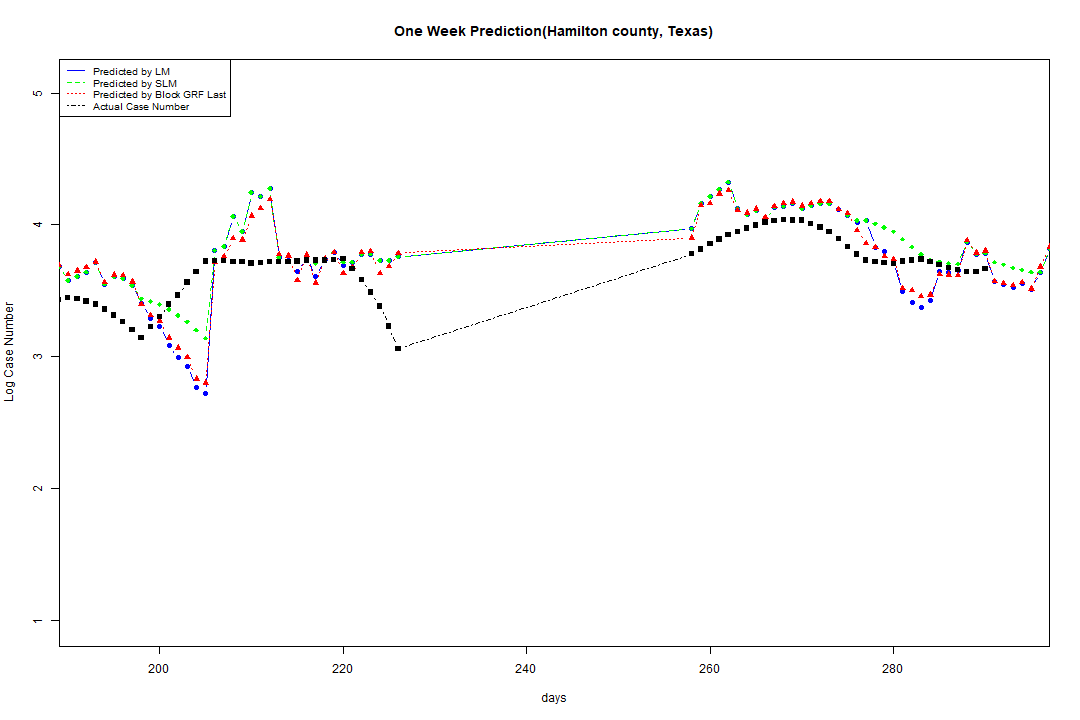 One Week Prediction(Hamilton county, Texas)
Predicted by LM
Predicted by SLM
Predicted by Block GRF Last
Actual Case Number
5
4
3
2
1
Log Case Number
200 220 240 260 280
days